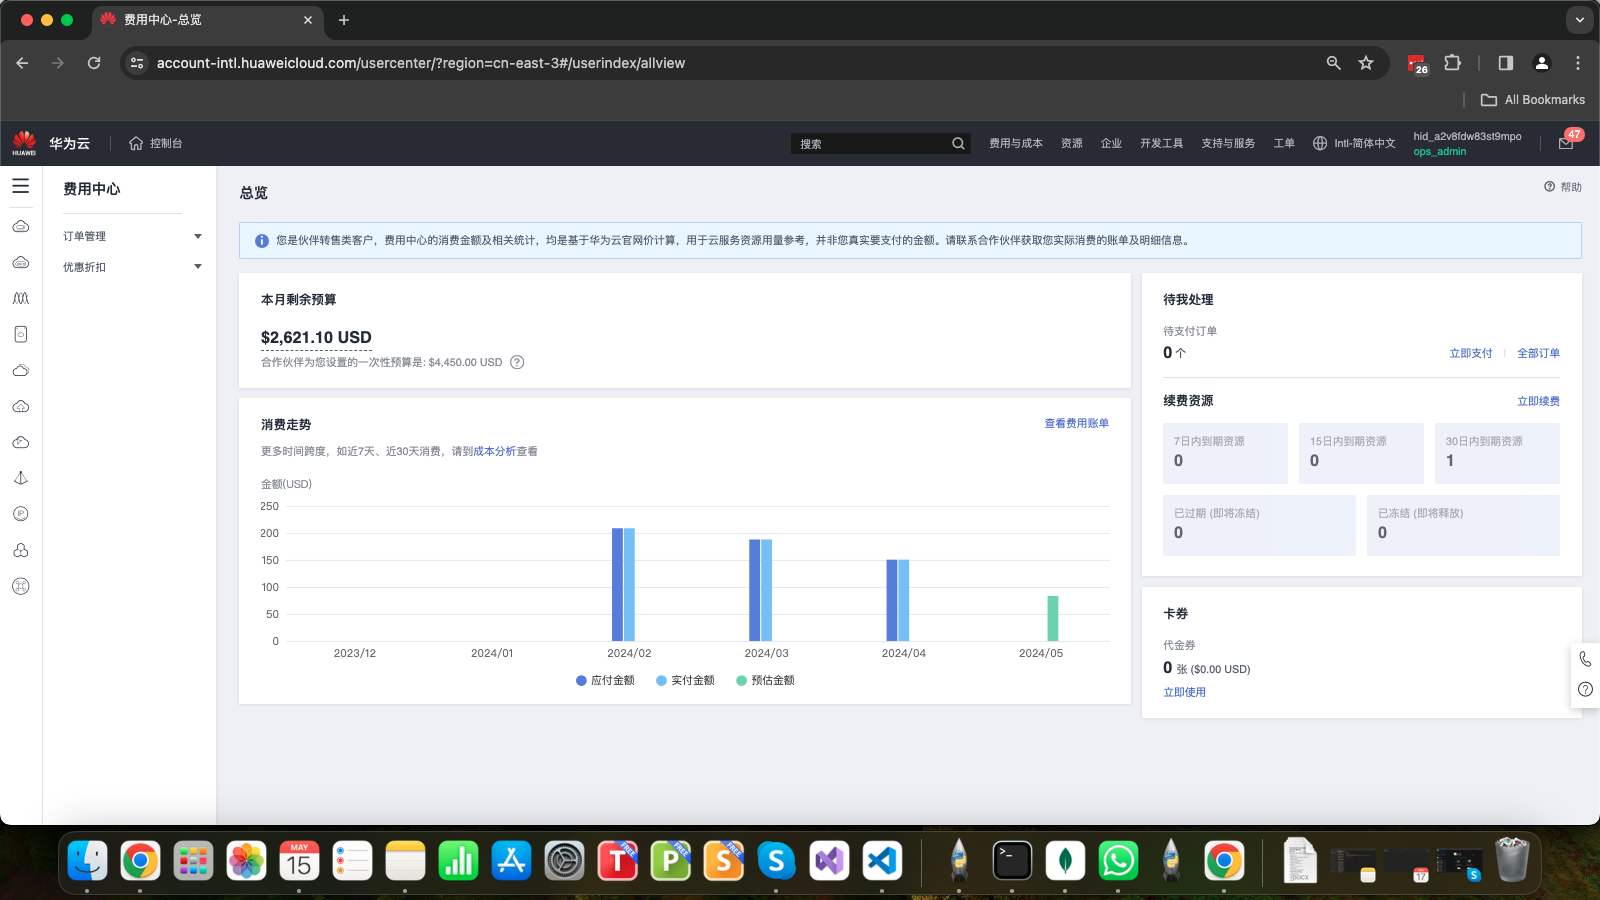 费用中心-总览
account-intl.huaweicloud.com/usercenter/?region=cn-east-3#/userindex/allview
26
All Bookmarks
HUAWEI
华为云
控制台
搜索
费用与成本
资源
企业
开发工具
支持与服务
工单
Intl-简体中文
hid_a2v8fdw83st9mpo
ops_admin
47
费用中心
订单管理
优惠折扣
总览
帮助
您是伙伴转售类客户，费用中心的消费金额及相关统计，均是基于华为云官网价计算，用于云服务资源用量参考，并非您真实要支付的金额。请联系合作伙伴获取您实际消费的账单及明细信息。
本月剩余预算
$2,621.10 USD
合作伙伴为您设置的一次性预算是: $4,450.00 USD
消费走势
查看费用账单
更多时间跨度，如近7天、近30天消费，请到成本分析查看
金额(USD)
250
200
150
100
50
0
2023/12
2024/01
2024/02
2024/03
2024/04
2024/05
应付金额
实付金额
预估金额
待我处理
待支付订单
0 个
立即支付
全部订单
续费资源
立即续费
7日内到期资源
0
15日内到期资源
0
30日内到期资源
1
已过期 (即将冻结)
0
已冻结 (即将释放)
0
卡券
代金券
0 张 ($0.00 USD)
立即使用
IP
MAY
15
T
FREE
P
FREE
S
FREE
S
.DOCX
17
S